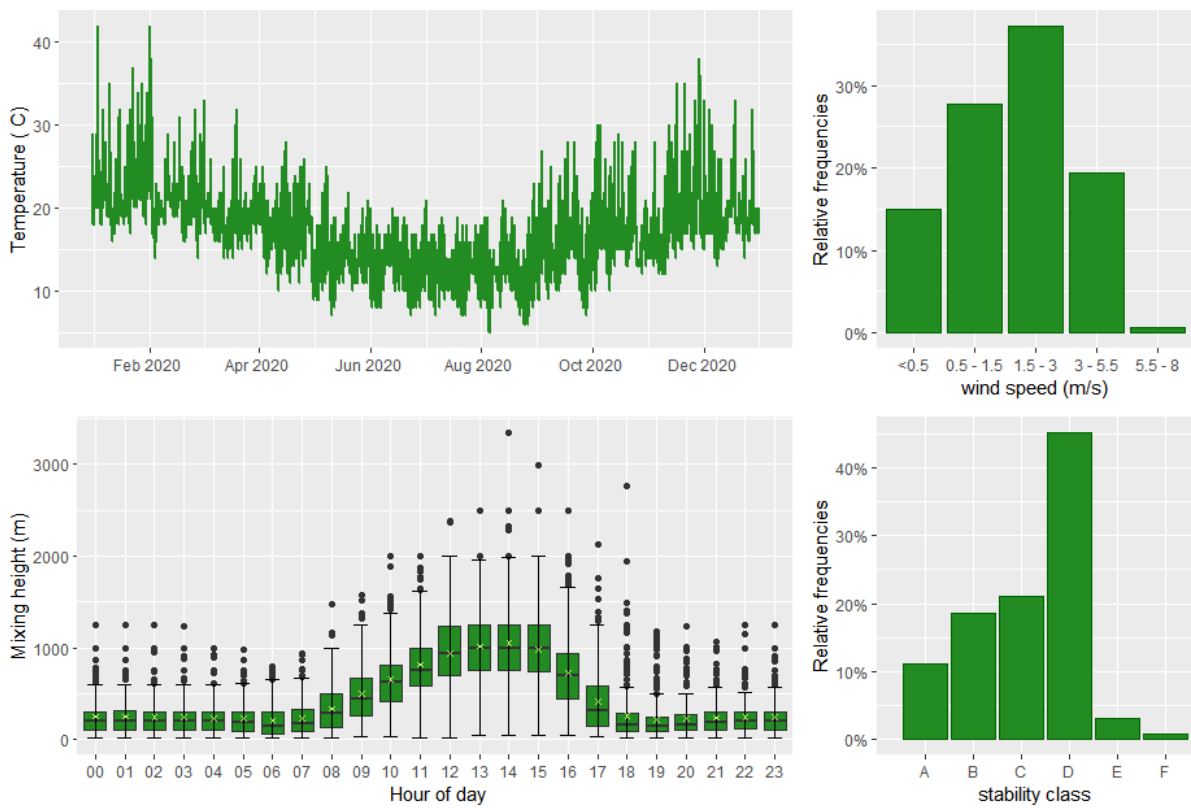 Temperature ( C)
40
30
20
10
Feb 2020 Apr 2020 Jun 2020 Aug 2020 Oct 2020 Dec 2020
Relative frequencies
30%
20%
10%
0%
<0.5 0.5 - 1.5 1.5 - 3 3 - 5.5 5.5 - 8
wind speed (m/s)
Mixing height (m)
3000
2000
1000
0
00 01 02 03 04 05 06 07 08 09 10 11 12 13 14 15 16 17 18 19 20 21 22 23
Hour of day
Relative frequencies
40%
30%
20%
10%
0%
A B C D E F
stability class